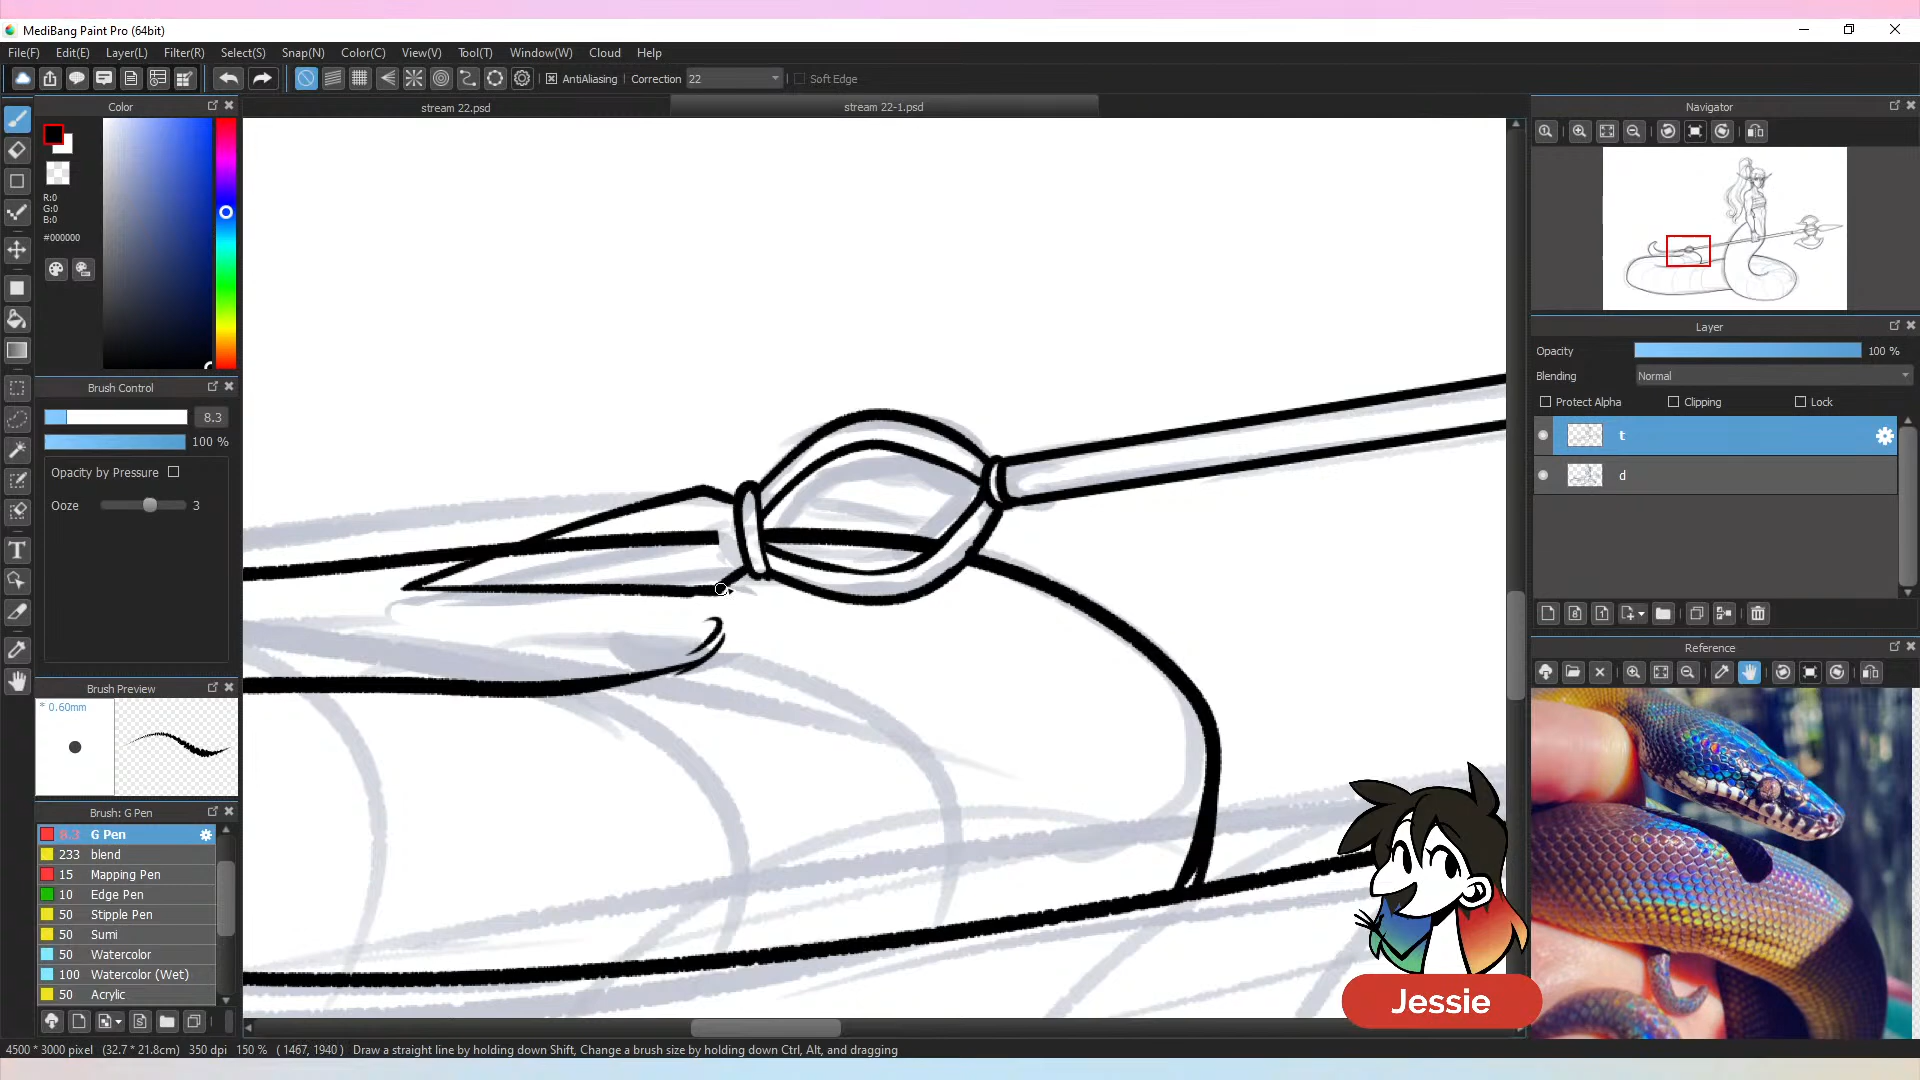 MediBang Paint Pro (64bit)
File(F) Edit(E) Layer(L) Filter(R) Select(S) Snap(N) Color(C) View(V) Tool(T) Window(W) Cloud Help
AntiAliasing Correction 22 Soft Edge
Color
stream 22.psd
stream 22-1.psd
Navigator
R:0
G:0
B:0
#000000
Brush Control
8.3
100 %
Opacity by Pressure
Ooze 3
Brush Preview
* 0.60mm
Brush: G Pen
8.3 G Pen
233 blend
15 Mapping Pen
10 Edge Pen
50 Stipple Pen
50 Sumi
50 Watercolor
100 Watercolor (Wet)
50 Acrylic
Layer
Opacity 100 %
Blending Normal
Protect Alpha Clipping Lock
t
d
Reference
Jessie
4500 * 3000 pixel (32.7 * 21.8cm) 350 dpi 150 % ( 1467, 1940 ) Draw a straight line by holding down Shift, Change a brush size by holding down Ctrl, Alt, and dragging